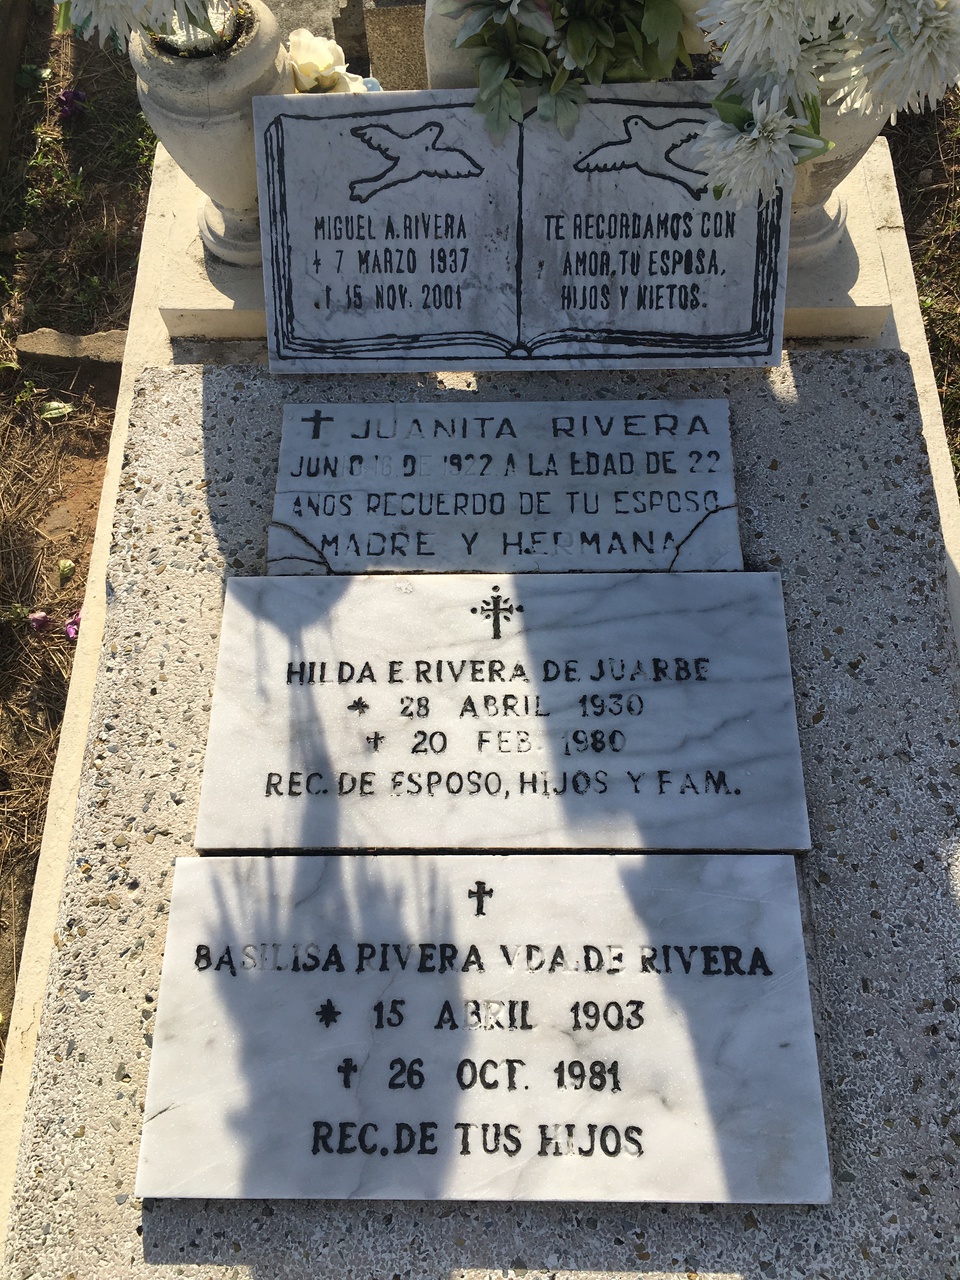 MIGUEL A. RIVERA
* 7 MARZO 1937
† 15 NOV. 2001
TE RECORDAMOS CON
AMOR, TU ESPOSA,
HIJOS Y NIETOS.
✝ JUANITA RIVERA
JUNIO 16 DE 1922 A LA EDAD DE 22
AÑOS RECUERDO DE TU ESPOSO
MADRE Y HERMANA
✝
HILDA E. RIVERA DE JUARBE
* 28 ABRIL 1930
✝ 20 FEB. 1980
REC. DE ESPOSO, HIJOS Y FAM.
✝
BASILISA RIVERA VDA. DE RIVERA
* 15 ABRIL 1903
✝ 26 OCT. 1981
REC. DE TUS HIJOS